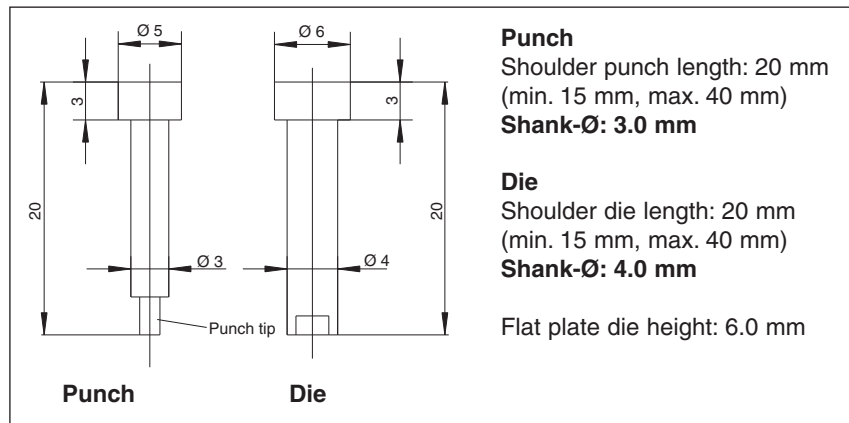 Ø 5
Ø 6
3
3
20
20
Ø 3
Ø 4
Punch tip
Punch
Die
Punch
Shoulder punch length: 20 mm
(min. 15 mm, max. 40 mm)
Shank-Ø: 3.0 mm
Die
Shoulder die length: 20 mm
(min. 15 mm, max. 40 mm)
Shank-Ø: 4.0 mm
Flat plate die height: 6.0 mm